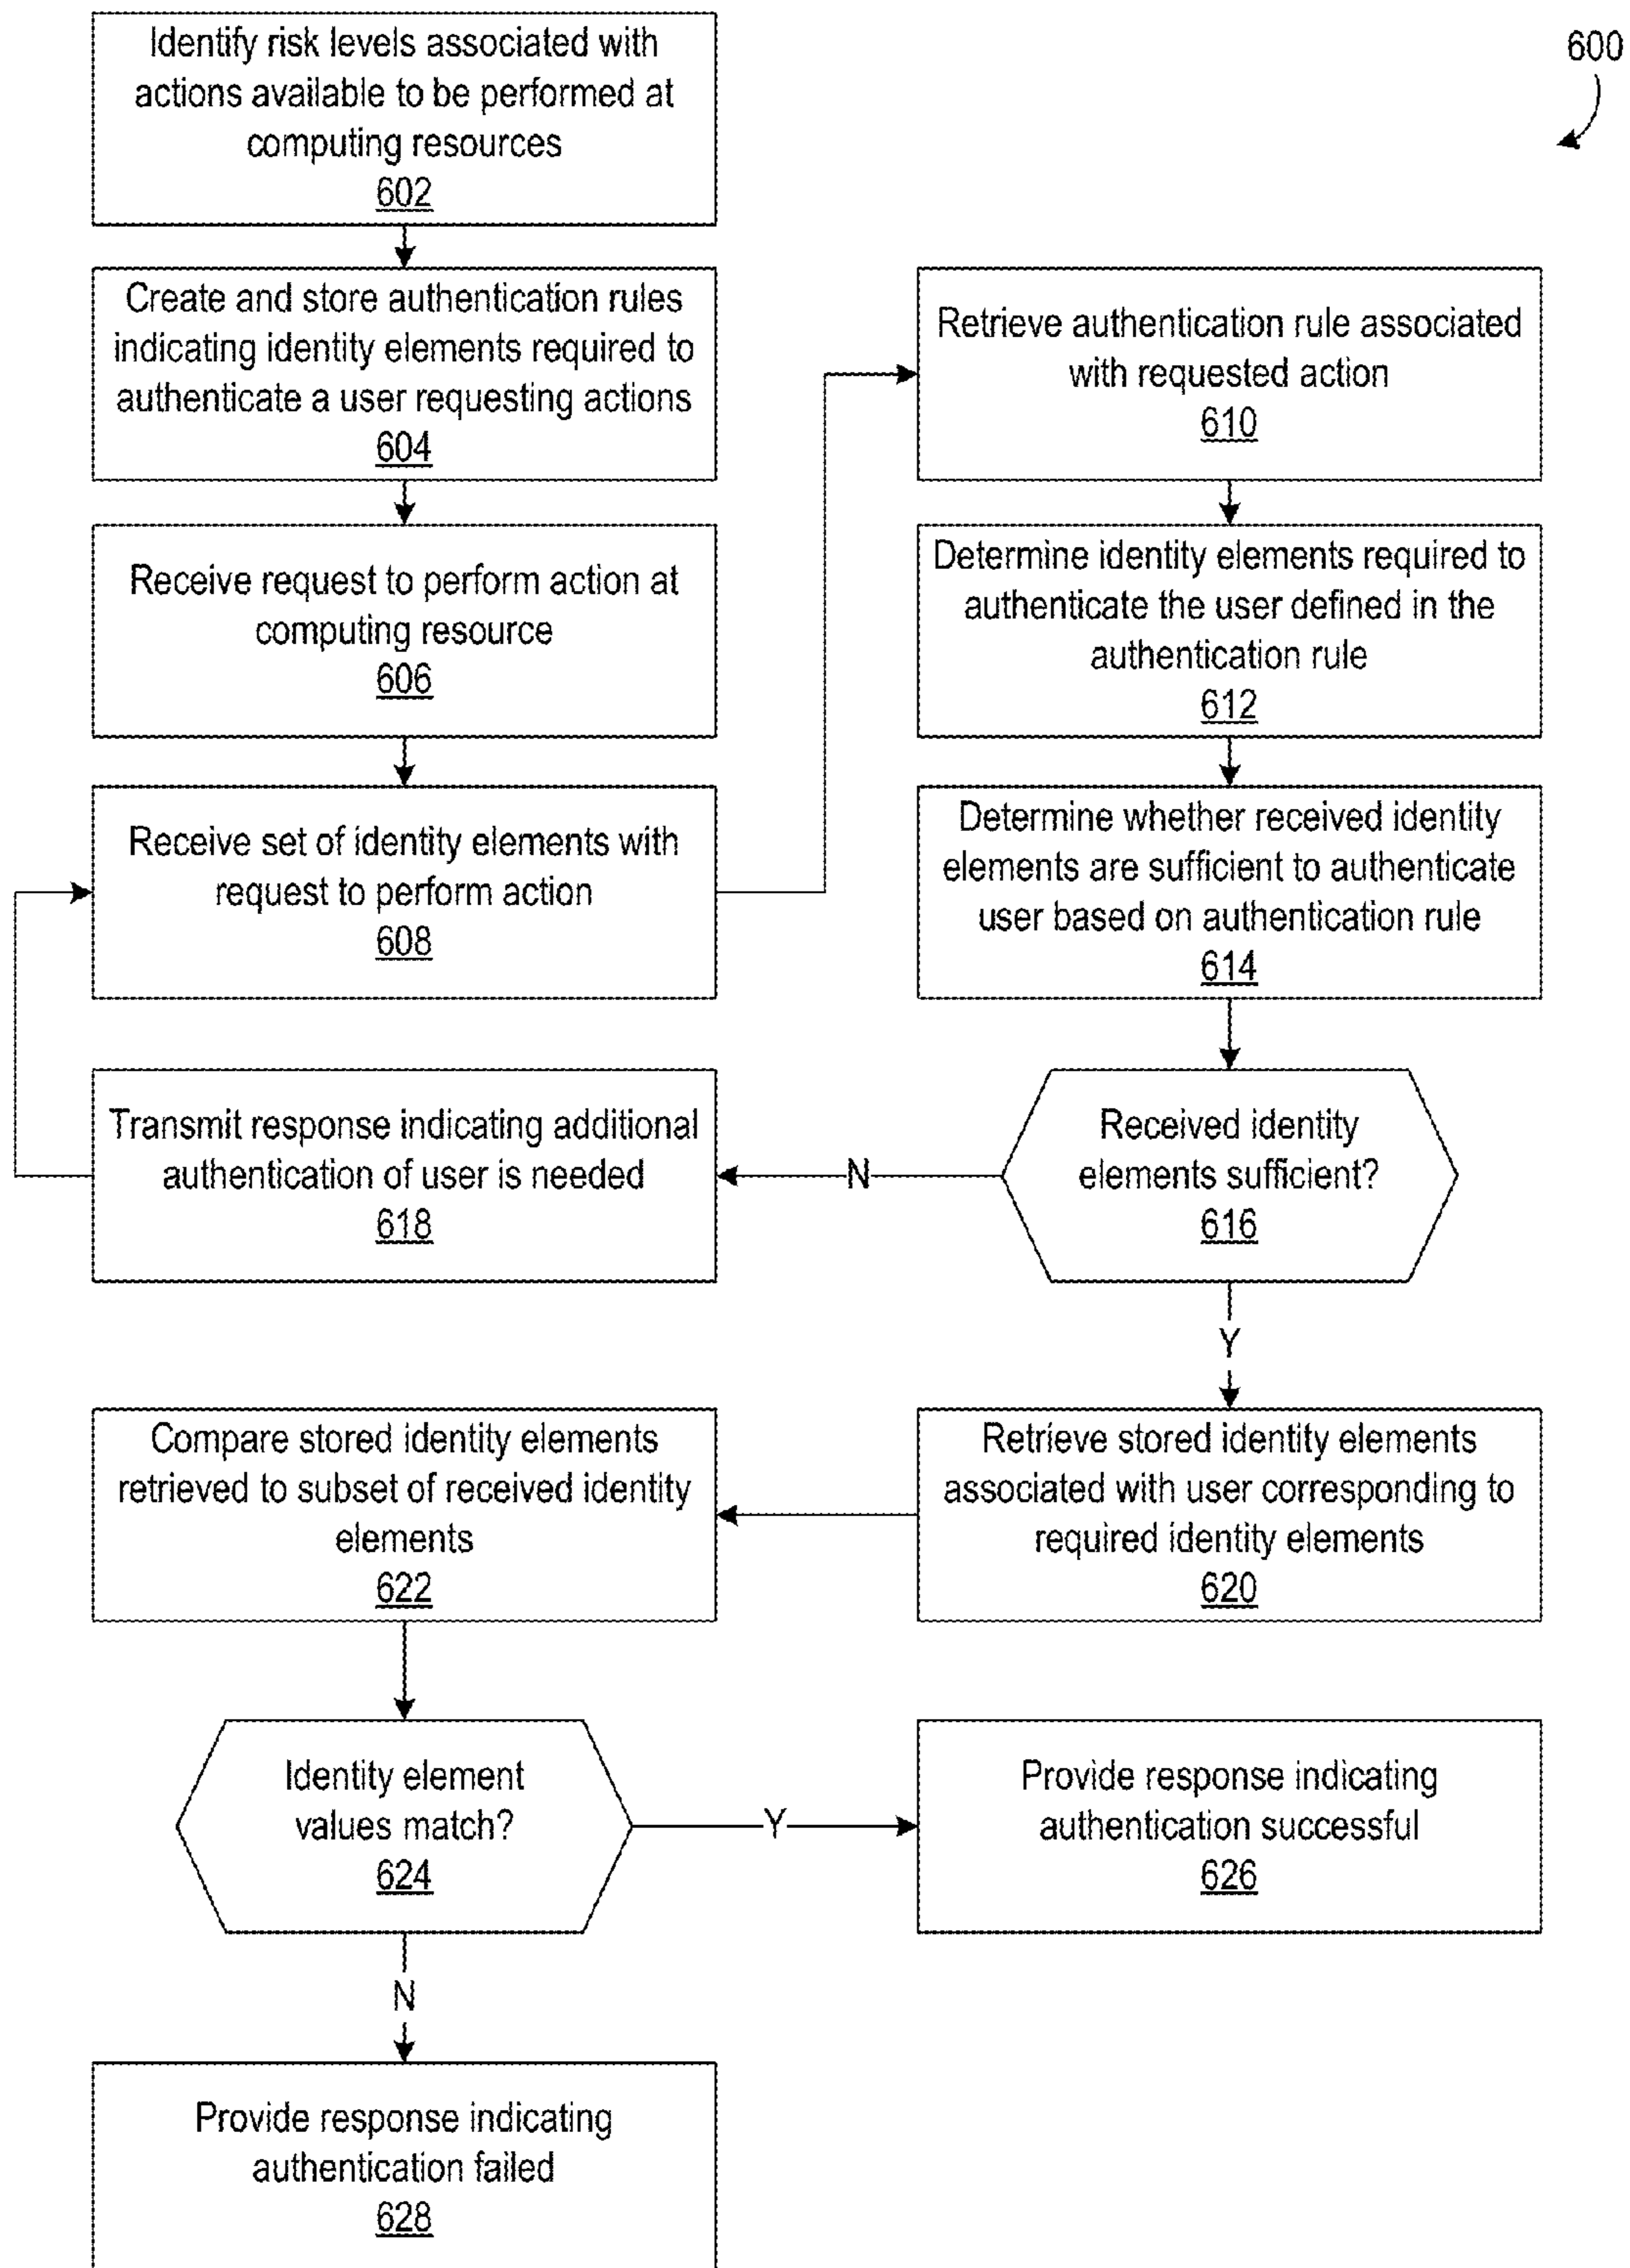 600
Identify risk levels associated with
actions available to be performed at
computing resources
602
Create and store authentication rules
indicating identity elements required to
authenticate a user requesting actions
604
Receive request to perform action at
computing resource
606
Receive set of identity elements with
request to perform action
608
Retrieve authentication rule associated
with requested action
610
Determine identity elements required to
authenticate the user defined in the
authentication rule
612
Determine whether received identity
elements are sufficient to authenticate
user based on authentication rule
614
Received identity
elements sufficient?
616
N
Transmit response indicating additional
authentication of user is needed
618
Y
Retrieve stored identity elements
associated with user corresponding to
required identity elements
620
Compare stored identity elements
retrieved to subset of received identity
elements
622
Identity element
values match?
624
Y
Provide response indicating
authentication successful
626
N
Provide response indicating
authentication failed
628